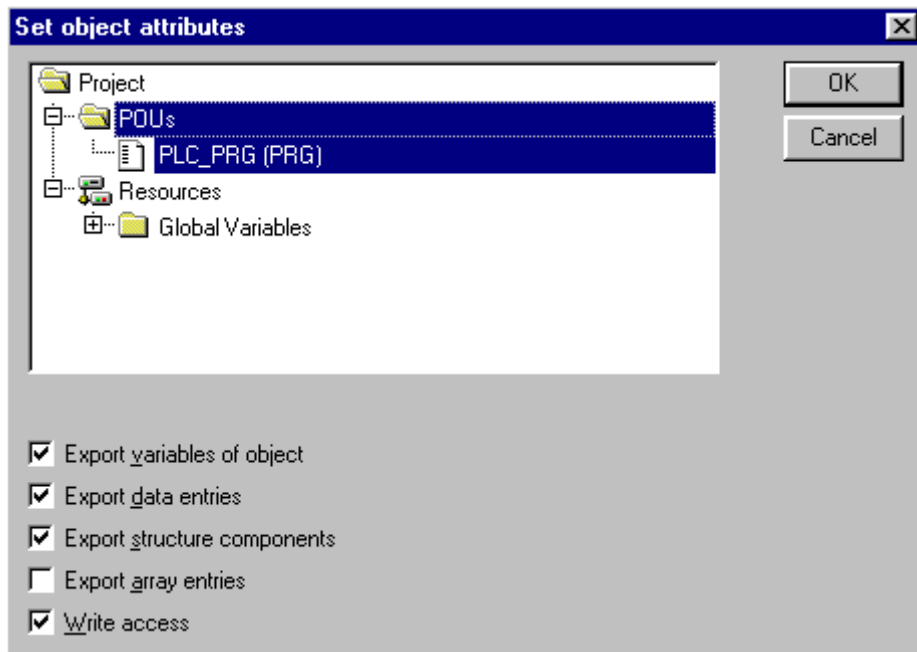 Set object attributes
Project
OK
POUs
Cancel
PLC_PRG (PRG)
Resources
Global Variables
Export variables of object
Export data entries
Export structure components
Export array entries
Write access